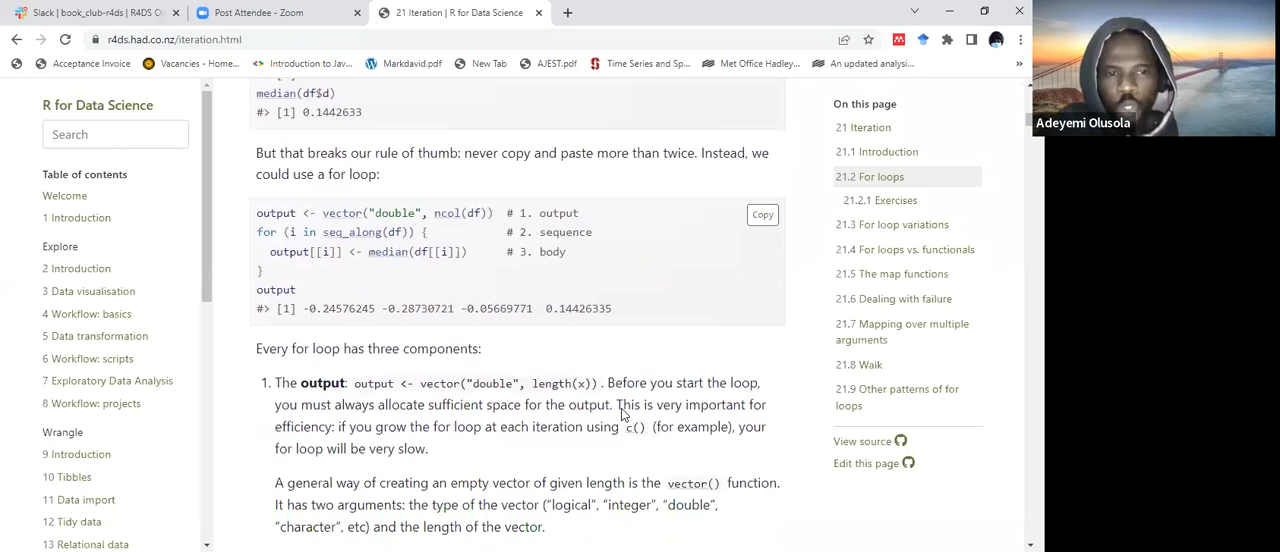 Slack | book_club-r4ds | R4DS O
Post Attendee - Zoom
21 Iteration | R for Data Science
r4ds.had.co.nz/iteration.html
Acceptance Invoice
Vacancies - Home...
Introduction to Jav...
Markdavid.pdf
New Tab
AJEST.pdf
Time Series and Sp...
Met Office Hadley...
An updated analysi...
»
R for Data Science
Search
Table of contents
Welcome
1 Introduction
Explore
2 Introduction
3 Data visualisation
4 Workflow: basics
5 Data transformation
6 Workflow: scripts
7 Exploratory Data Analysis
8 Workflow: projects
Wrangle
9 Introduction
10 Tibbles
11 Data import
12 Tidy data
13 Relational data
median(df$d)
#> [1] 0.1442633
But that breaks our rule of thumb: never copy and paste more than twice. Instead, we
could use a for loop:
output <- vector("double", ncol(df))  # 1. output
for (i in seq_along(df)) {            # 2. sequence
  output[[i]] <- median(df[[i]])      # 3. body
}
output
#> [1] -0.24576245 -0.28730721 -0.05669771  0.14426335
Copy
Every for loop has three components:
1. The output: output <- vector("double", length(x)) . Before you start the loop,
you must always allocate sufficient space for the output. This is very important for
efficiency: if you grow the for loop at each iteration using c() (for example), your
for loop will be very slow.
A general way of creating an empty vector of given length is the vector() function.
It has two arguments: the type of the vector (“logical”, “integer”, “double”,
“character”, etc) and the length of the vector.
On this page
21 Iteration
21.1 Introduction
21.2 For loops
21.2.1 Exercises
21.3 For loop variations
21.4 For loops vs. functionals
21.5 The map functions
21.6 Dealing with failure
21.7 Mapping over multiple
arguments
21.8 Walk
21.9 Other patterns of for
loops
View source
Edit this page
Adeyemi Olusola